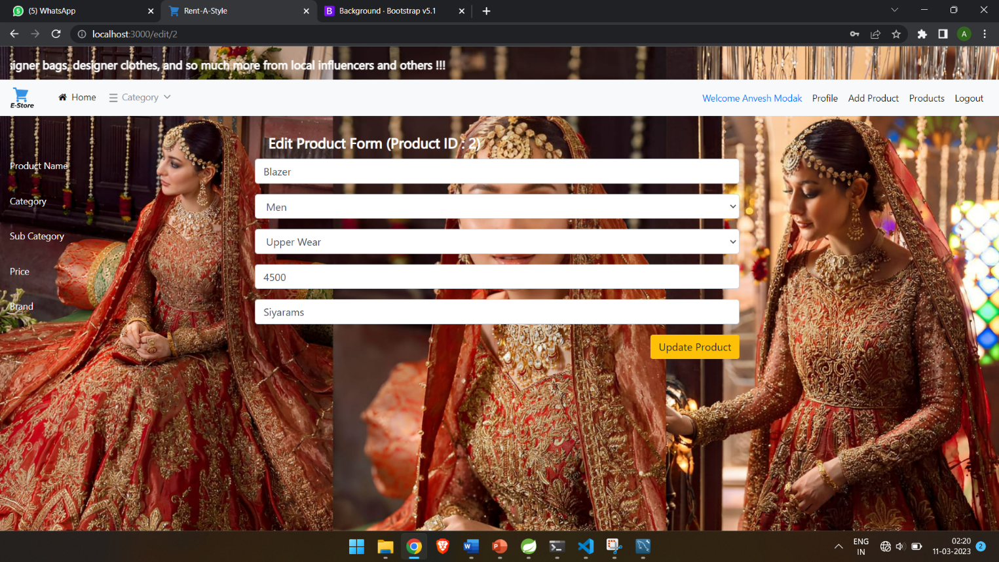 (5) WhatsApp
Rent-A-Style
B Background · Bootstrap v5.1
localhost:3000/edit/2
A
signer bags, designer clothes, and so much more from local influencers and others !!!
E-Store
Home
Category
Welcome Anvesh Modak
Profile
Add Product
Products
Logout
Edit Product Form (Product ID : 2)
Product Name
Blazer
Category
Men
Sub Category
Upper Wear
Price
4500
Brand
Siyarams
Update Product
ENG
IN
02:20
11-03-2023
2